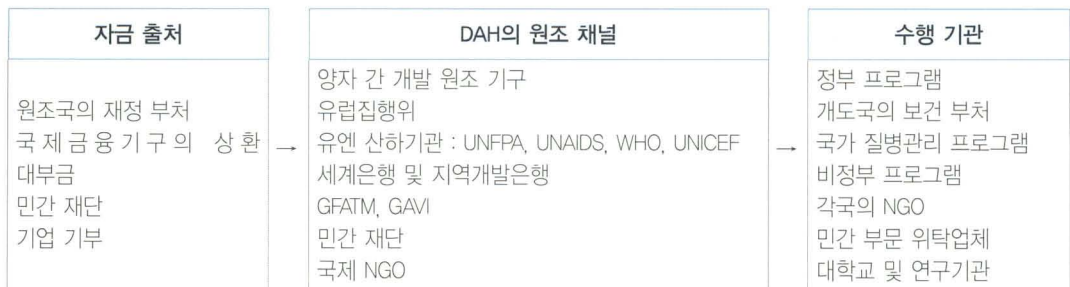 자금 출처
원조국의 재정 부처
국제금융기구의 상환
대부금
민간 재단
기업 기부
→
DAH의 원조 채널
양자 간 개발 원조 기구
유럽집행위
유엔 산하기관 : UNFPA, UNAIDS, WHO, UNICEF
세계은행 및 지역개발은행
GFATM, GAVI
민간 재단
국제 NGO
→
수행 기관
정부 프로그램
개도국의 보건 부처
국가 질병관리 프로그램
비정부 프로그램
각국의 NGO
민간 부문 위탁업체
대학교 및 연구기관